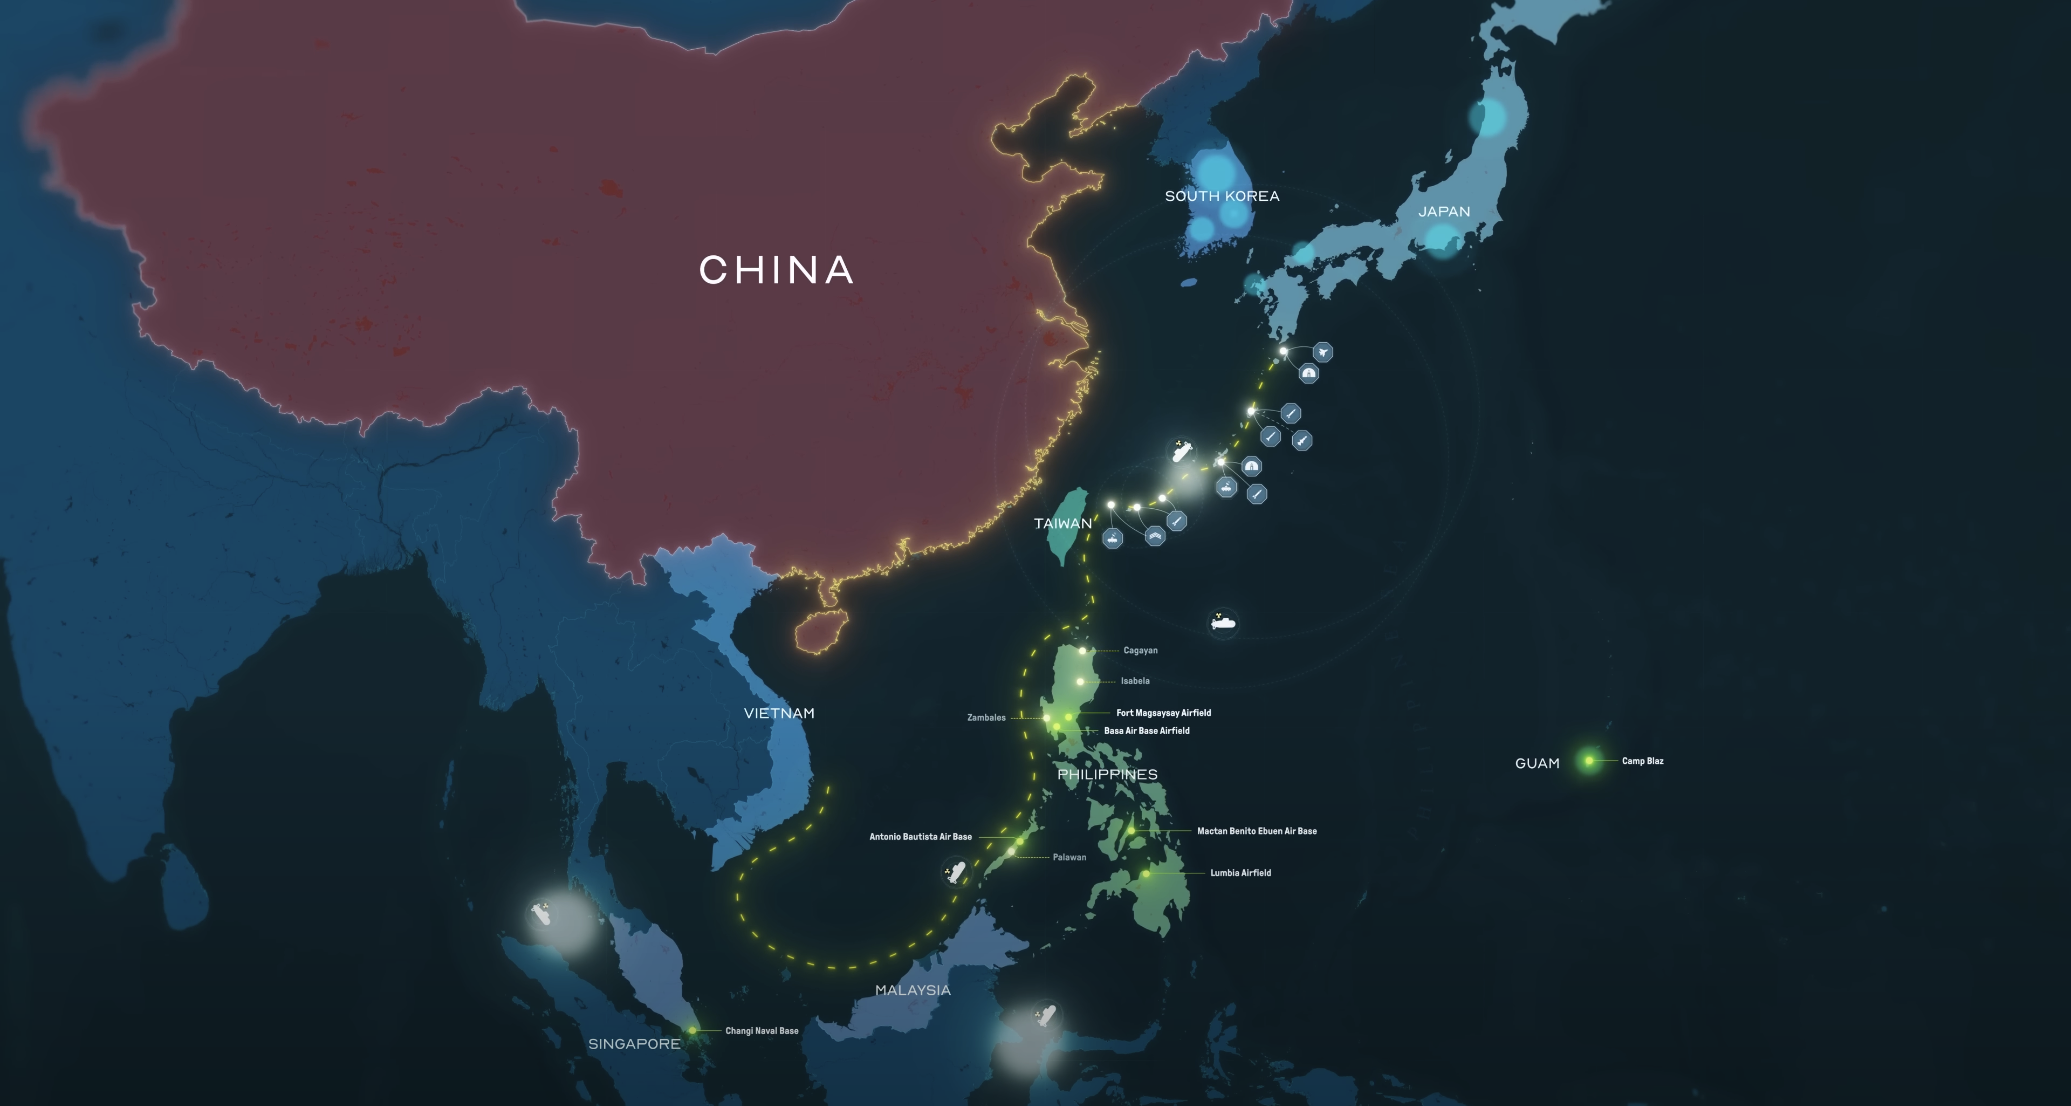 SOUTH KOREA
JAPAN
CHINA
TAIWAN
Cagayan
Isabela
VIETNAM
Zambales
Fort Magsaysay Airfield
Basa Air Base Airfield
PHILIPPINES
GUAM
Camp Blaz
Antonio Bautista Air Base
Mactan Benito Ebuen Air Base
Palawan
Lumbia Airfield
MALAYSIA
Changi Naval Base
SINGAPORE